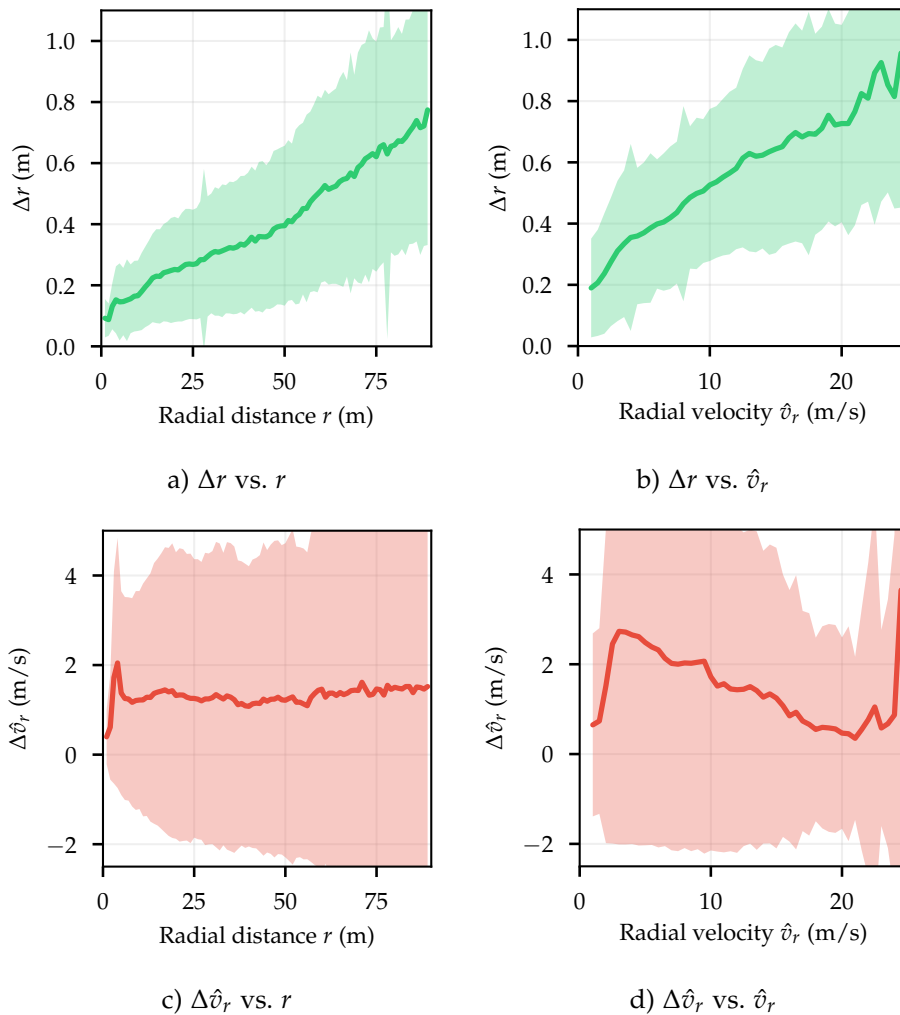 1.0
0.8
0.6
0.4
0.2
0.0
Δr (m)
0 25 50 75
Radial distance r (m)
a) Δr vs. r
1.0
0.8
0.6
0.4
0.2
0.0
Δr (m)
0 10 20
Radial velocity v̂ᵣ (m/s)
b) Δr vs. v̂ᵣ
4
2
0
−2
Δv̂ᵣ (m/s)
0 25 50 75
Radial distance r (m)
c) Δv̂ᵣ vs. r
4
2
0
−2
Δv̂ᵣ (m/s)
0 10 20
Radial velocity v̂ᵣ (m/s)
d) Δv̂ᵣ vs. v̂ᵣ